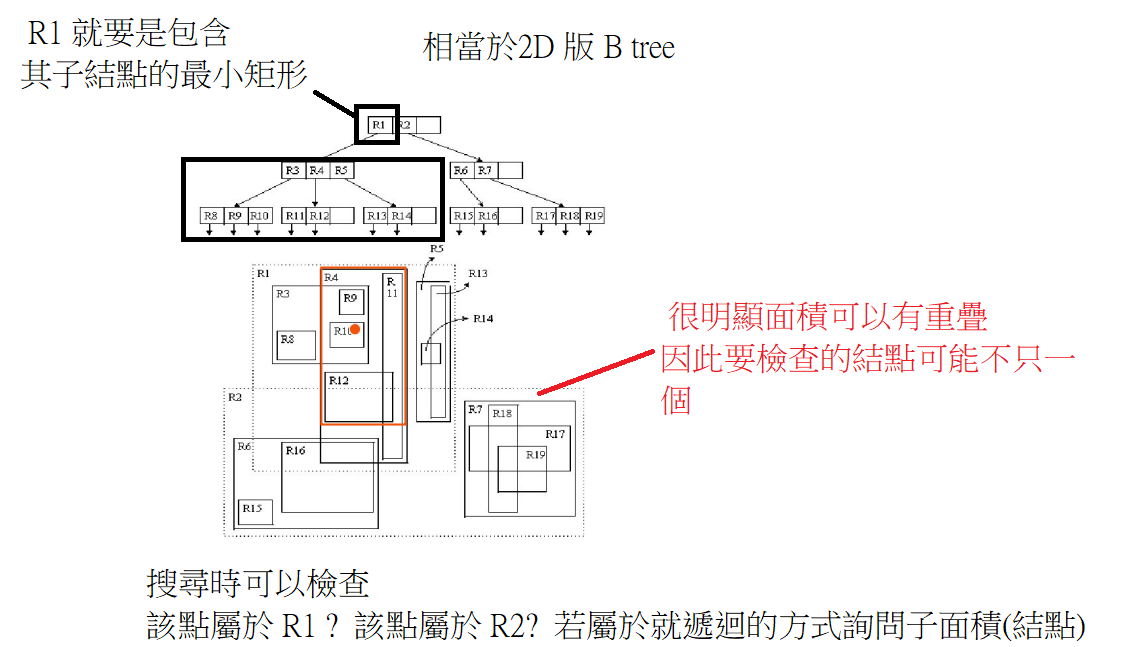 R1 就要是包含
其子結點的最小矩形
相當於2D 版 B tree
R1 R2
R3 R4 R5
R6 R7
R8 R9 R10
R11 R12
R13 R14
R15 R16
R17 R18 R19
R5
R1
R4
R13
R3
R9
R
11
R14
R10
R8
R12
R2
R7
R18
R17
R6
R16
R19
R15
很明顯面積可以有重疊
因此要檢查的結點可能不只一
個
搜尋時可以檢查
該點屬於 R1 ? 該點屬於 R2? 若屬於就遞迴的方式詢問子面積(結點)